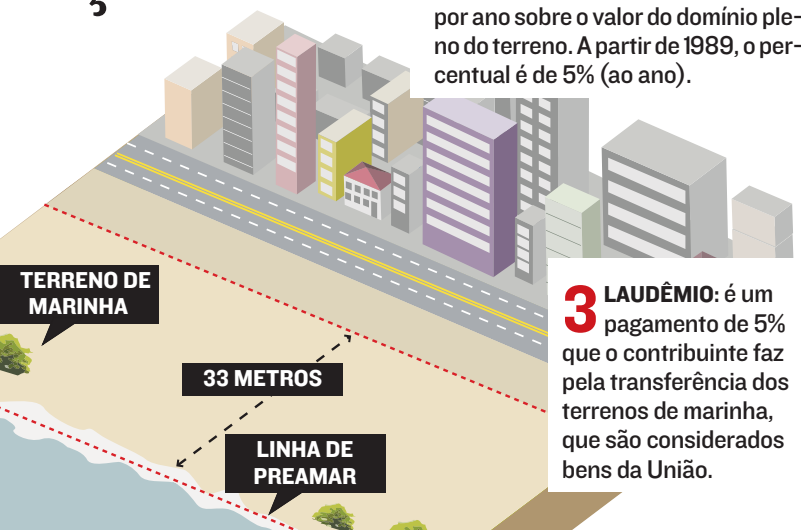 por ano sobre o valor do domínio ple-
no do terreno. A partir de 1989, o per-
centual é de 5% (ao ano).
TERRENO DE
MARINHA
33 METROS
LINHA DE
PREAMAR
3 LAUDÊMIO: é um
pagamento de 5%
que o contribuinte faz
pela transferência dos
terrenos de marinha,
que são considerados
bens da União.